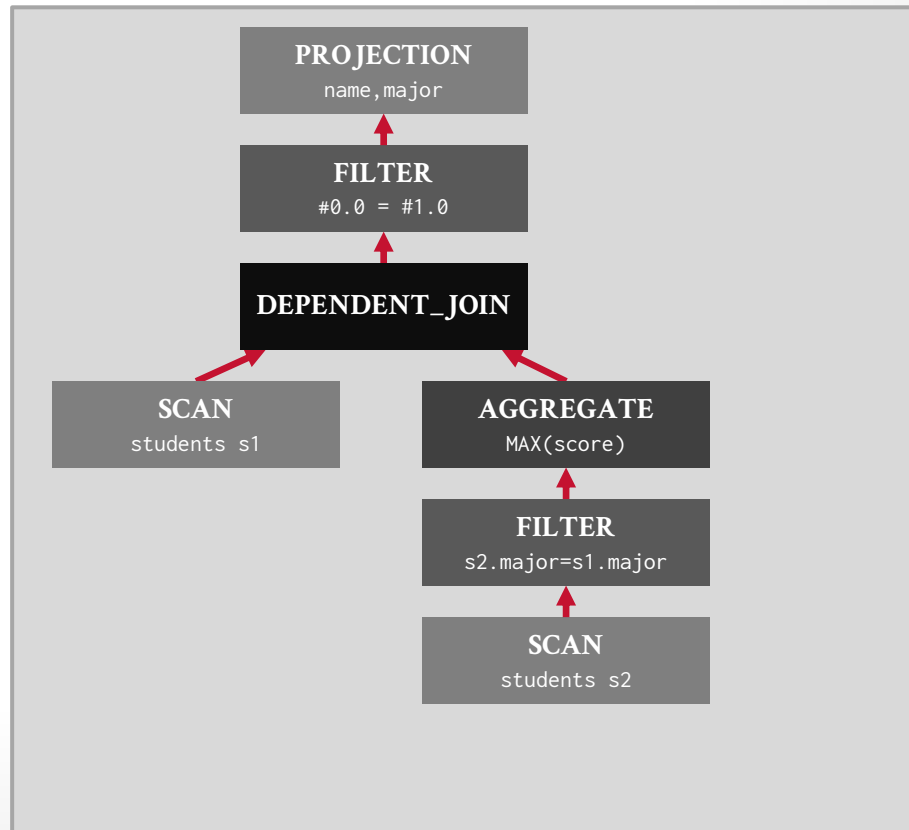 PROJECTION
name,major
FILTER
#0.0 = #1.0
DEPENDENT_JOIN
SCAN
students s1
AGGREGATE
MAX(score)
FILTER
s2.major=s1.major
SCAN
students s2